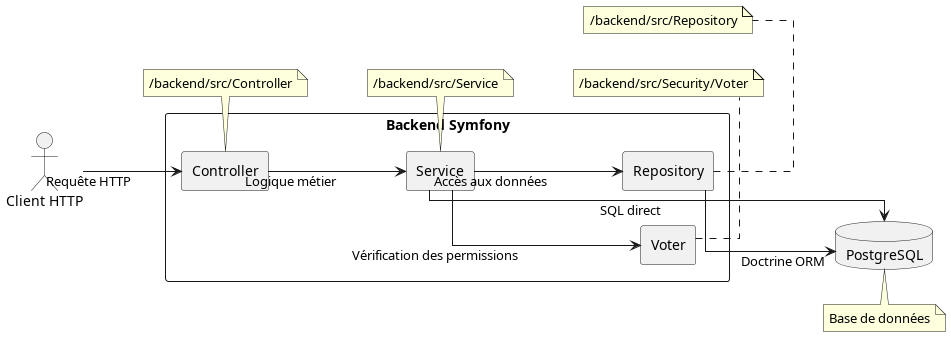 /backend/src/Repository
/backend/src/Controller
/backend/src/Service
/backend/src/Security/Voter
Backend Symfony
Client HTTP
Requête HTTP
Controller
Logique métier
Service
Accès aux données
Repository
SQL direct
Voter
Vérification des permissions
Doctrine ORM
PostgreSQL
Base de données